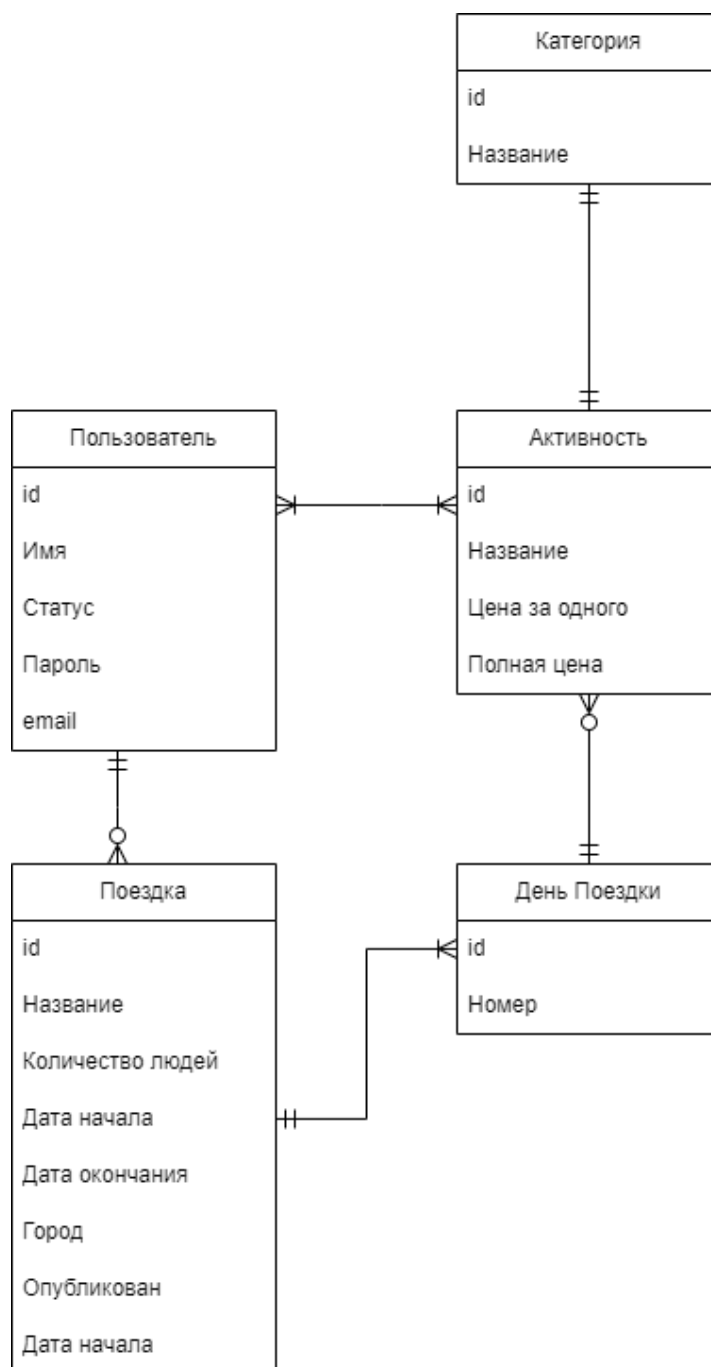 Категория
id
Название
Пользователь
id
Имя
Статус
Пароль
email
Активность
id
Название
Цена за одного
Полная цена
Поездка
id
Название
Количество людей
Дата начала
Дата окончания
Город
Опубликован
Дата начала
День Поездки
id
Номер